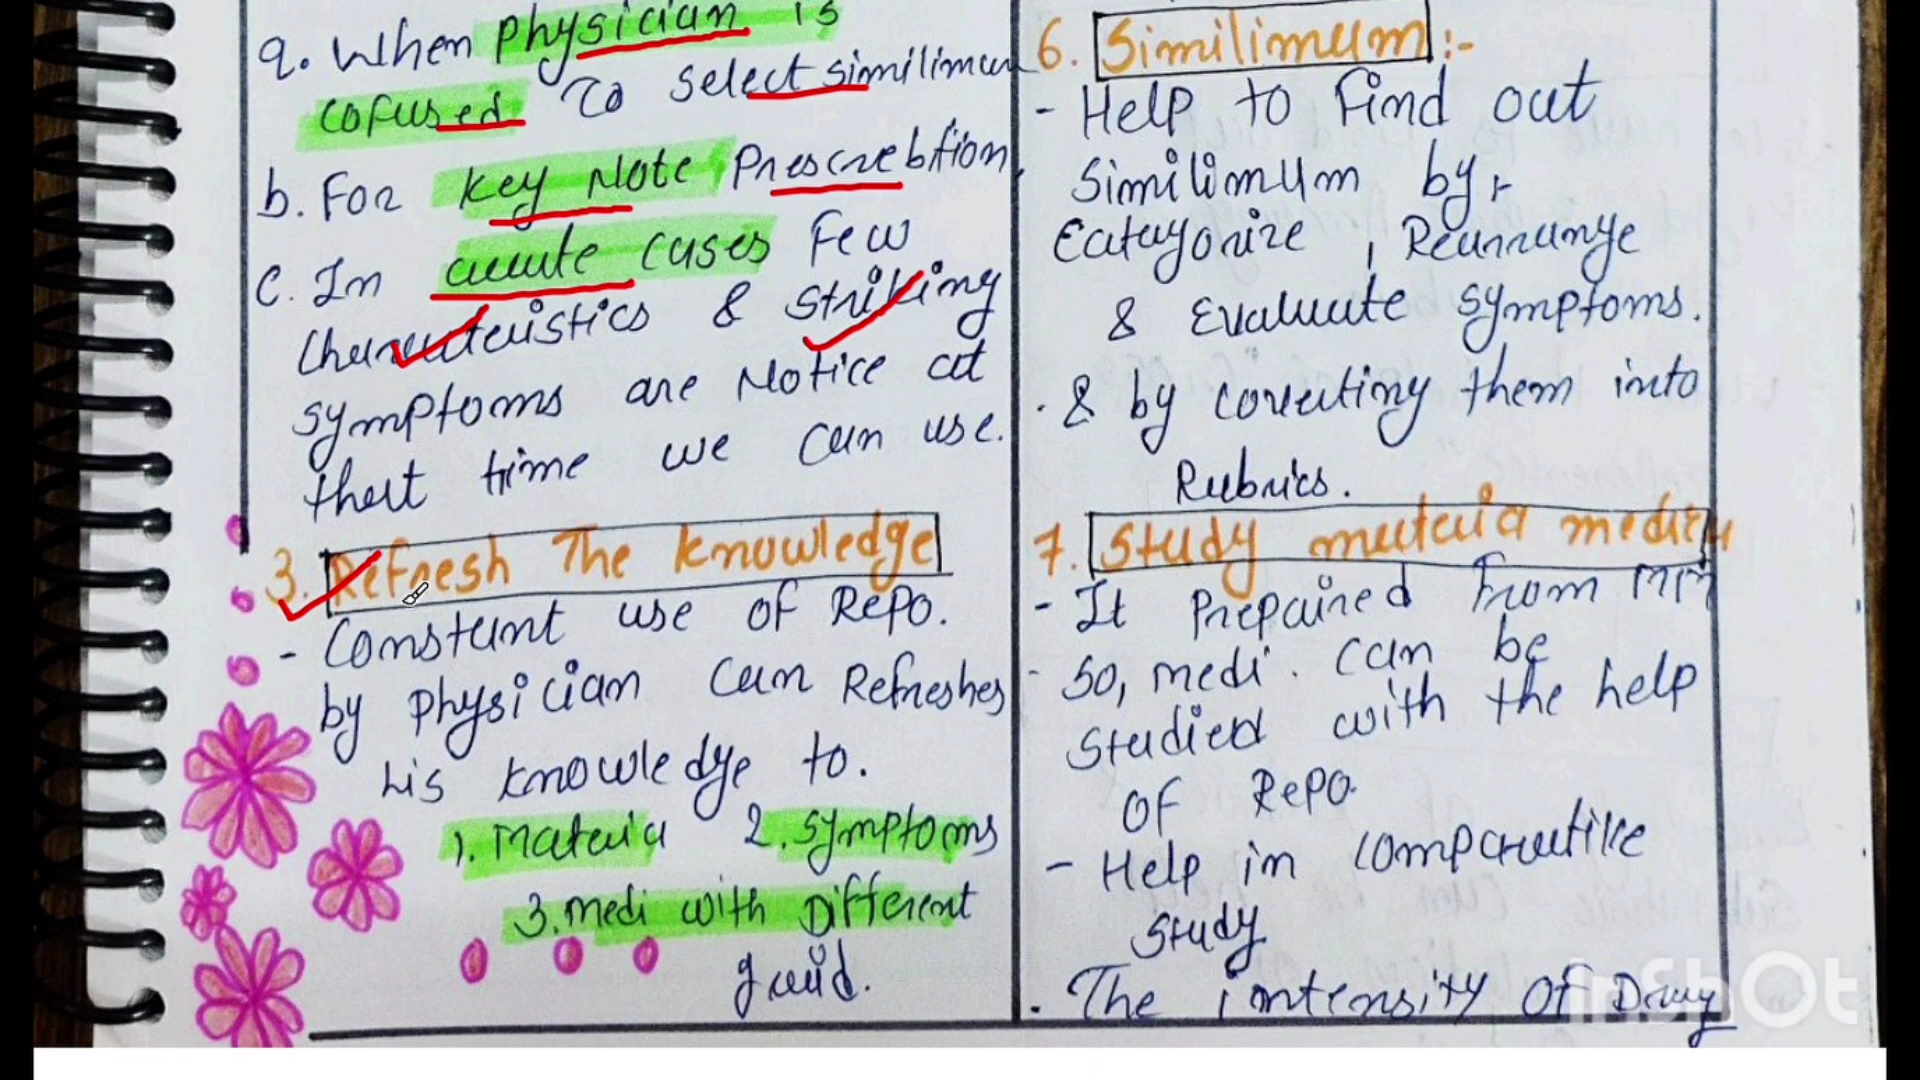 a. When physician is
cofused to select similimum
b. For key Note Prescrebtion
c. In acute cases Few
characteristics & striking
symptoms are Notice at
that time we can use.
3. Refresh The knowledge
- Constant use of Repo.
by physician can Refreshes
his knowledge to.
1. Materia 2. symptoms
3. medi with Different
6. Similimum :-
- Help to Find out
Similimum by,
Catagorize, Rearrange
& Evaluate symptoms.
& by coverting them into
Rubrics.
7. Study materia medica
- It Prepaired From MM
- So, medi. can be
studied with the help
of Repo.
- Help in comparative
study
- The intensity of Drug
InShOt